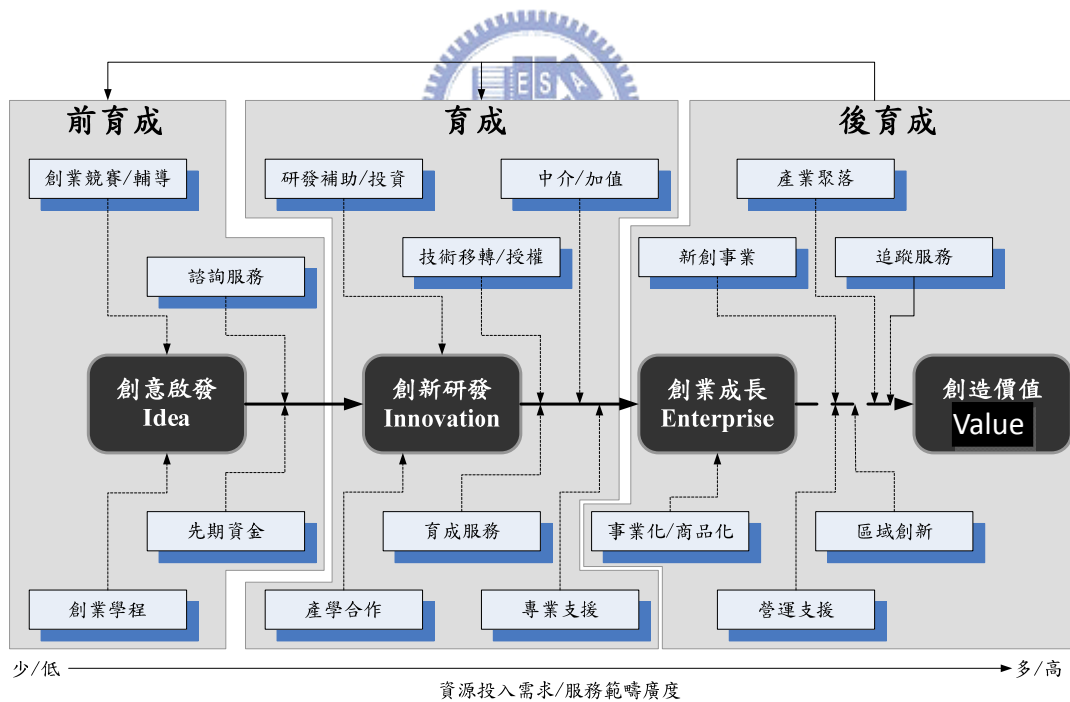 ESA
前育成
育成
後育成
創業競賽/輔導
研發補助/投資
中介/加值
產業聚落
諮詢服務
技術移轉/授權
新創事業
追蹤服務
創意啟發
Idea
創新研發
Innovation
創業成長
Enterprise
創造價值
Value
先期資金
育成服務
事業化/商品化
區域創新
創業學程
產學合作
專業支援
營運支援
少/低
多/高
資源投入需求/服務範疇廣度